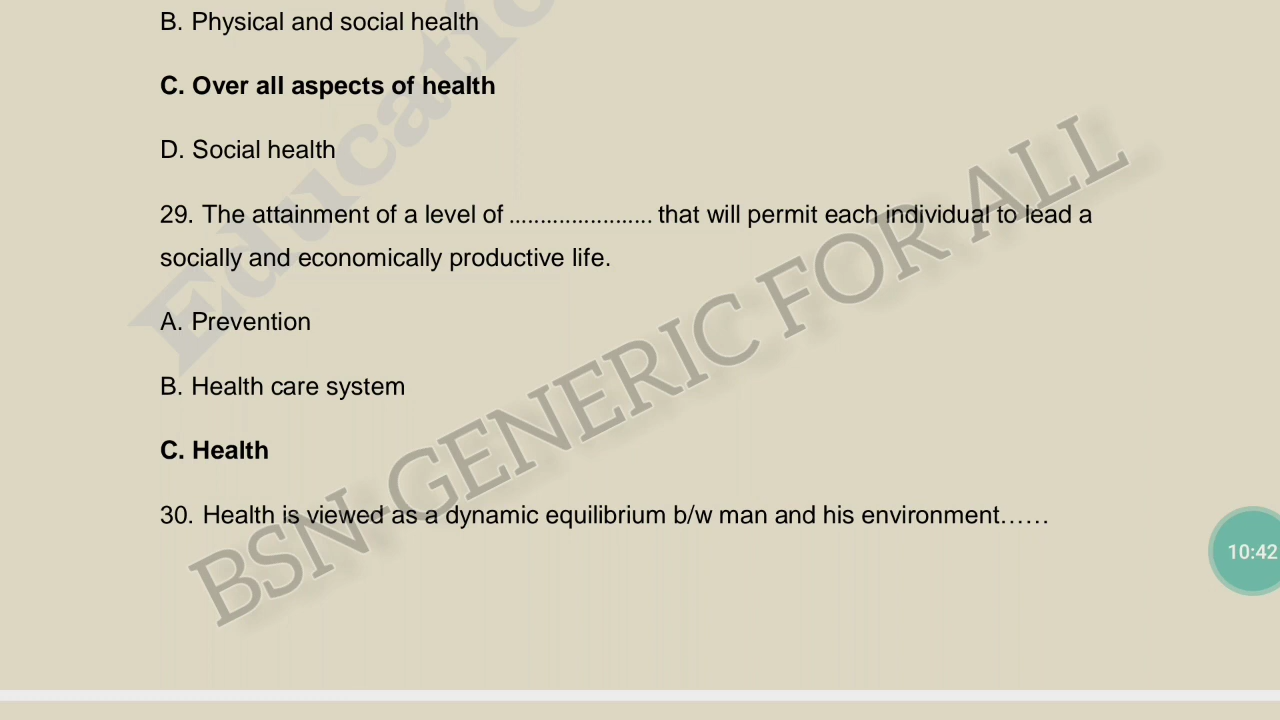 B. Physical and social health
C. Over all aspects of health
D. Social health
29. The attainment of a level of ....................... that will permit each individual to lead a
socially and economically productive life.
A. Prevention
B. Health care system
C. Health
30. Health is viewed as a dynamic equilibrium b/w man and his environment……
BSN-GENERIC FOR ALL
10:42